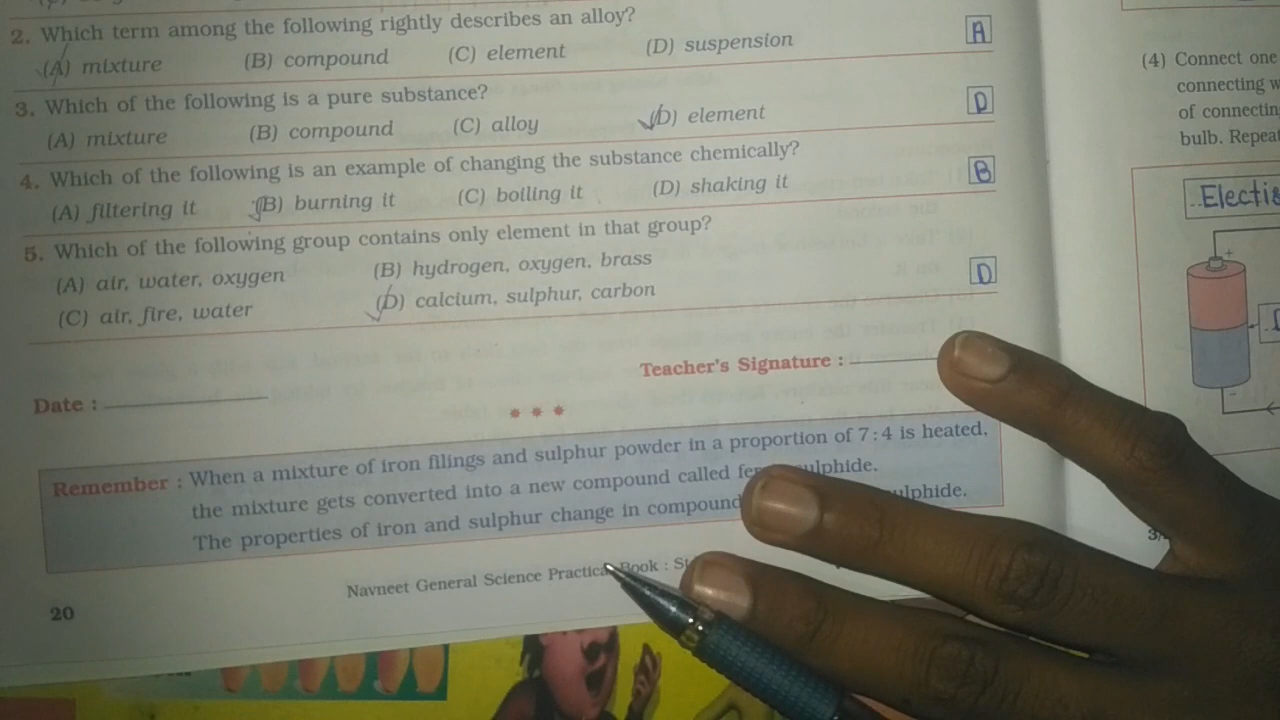 2. Which term among the following rightly describes an alloy?
(A) mixture (B) compound (C) element (D) suspension A
3. Which of the following is a pure substance?
(A) mixture (B) compound (C) alloy (D) element D
4. Which of the following is an example of changing the substance chemically?
(A) filtering it (B) burning it (C) boiling it (D) shaking it B
5. Which of the following group contains only element in that group?
(A) air, water, oxygen (B) hydrogen, oxygen, brass
(C) air, fire, water (D) calcium, sulphur, carbon D
Teacher's Signature :
Date :
* * *
Remember : When a mixture of iron filings and sulphur powder in a proportion of 7:4 is heated,
the mixture gets converted into a new compound called sulphide.
The properties of iron and sulphur change in compound sulphide.
Navneet General Science Practical Book :
20
(4) Connect one
connecting
of
bulb.
+
-